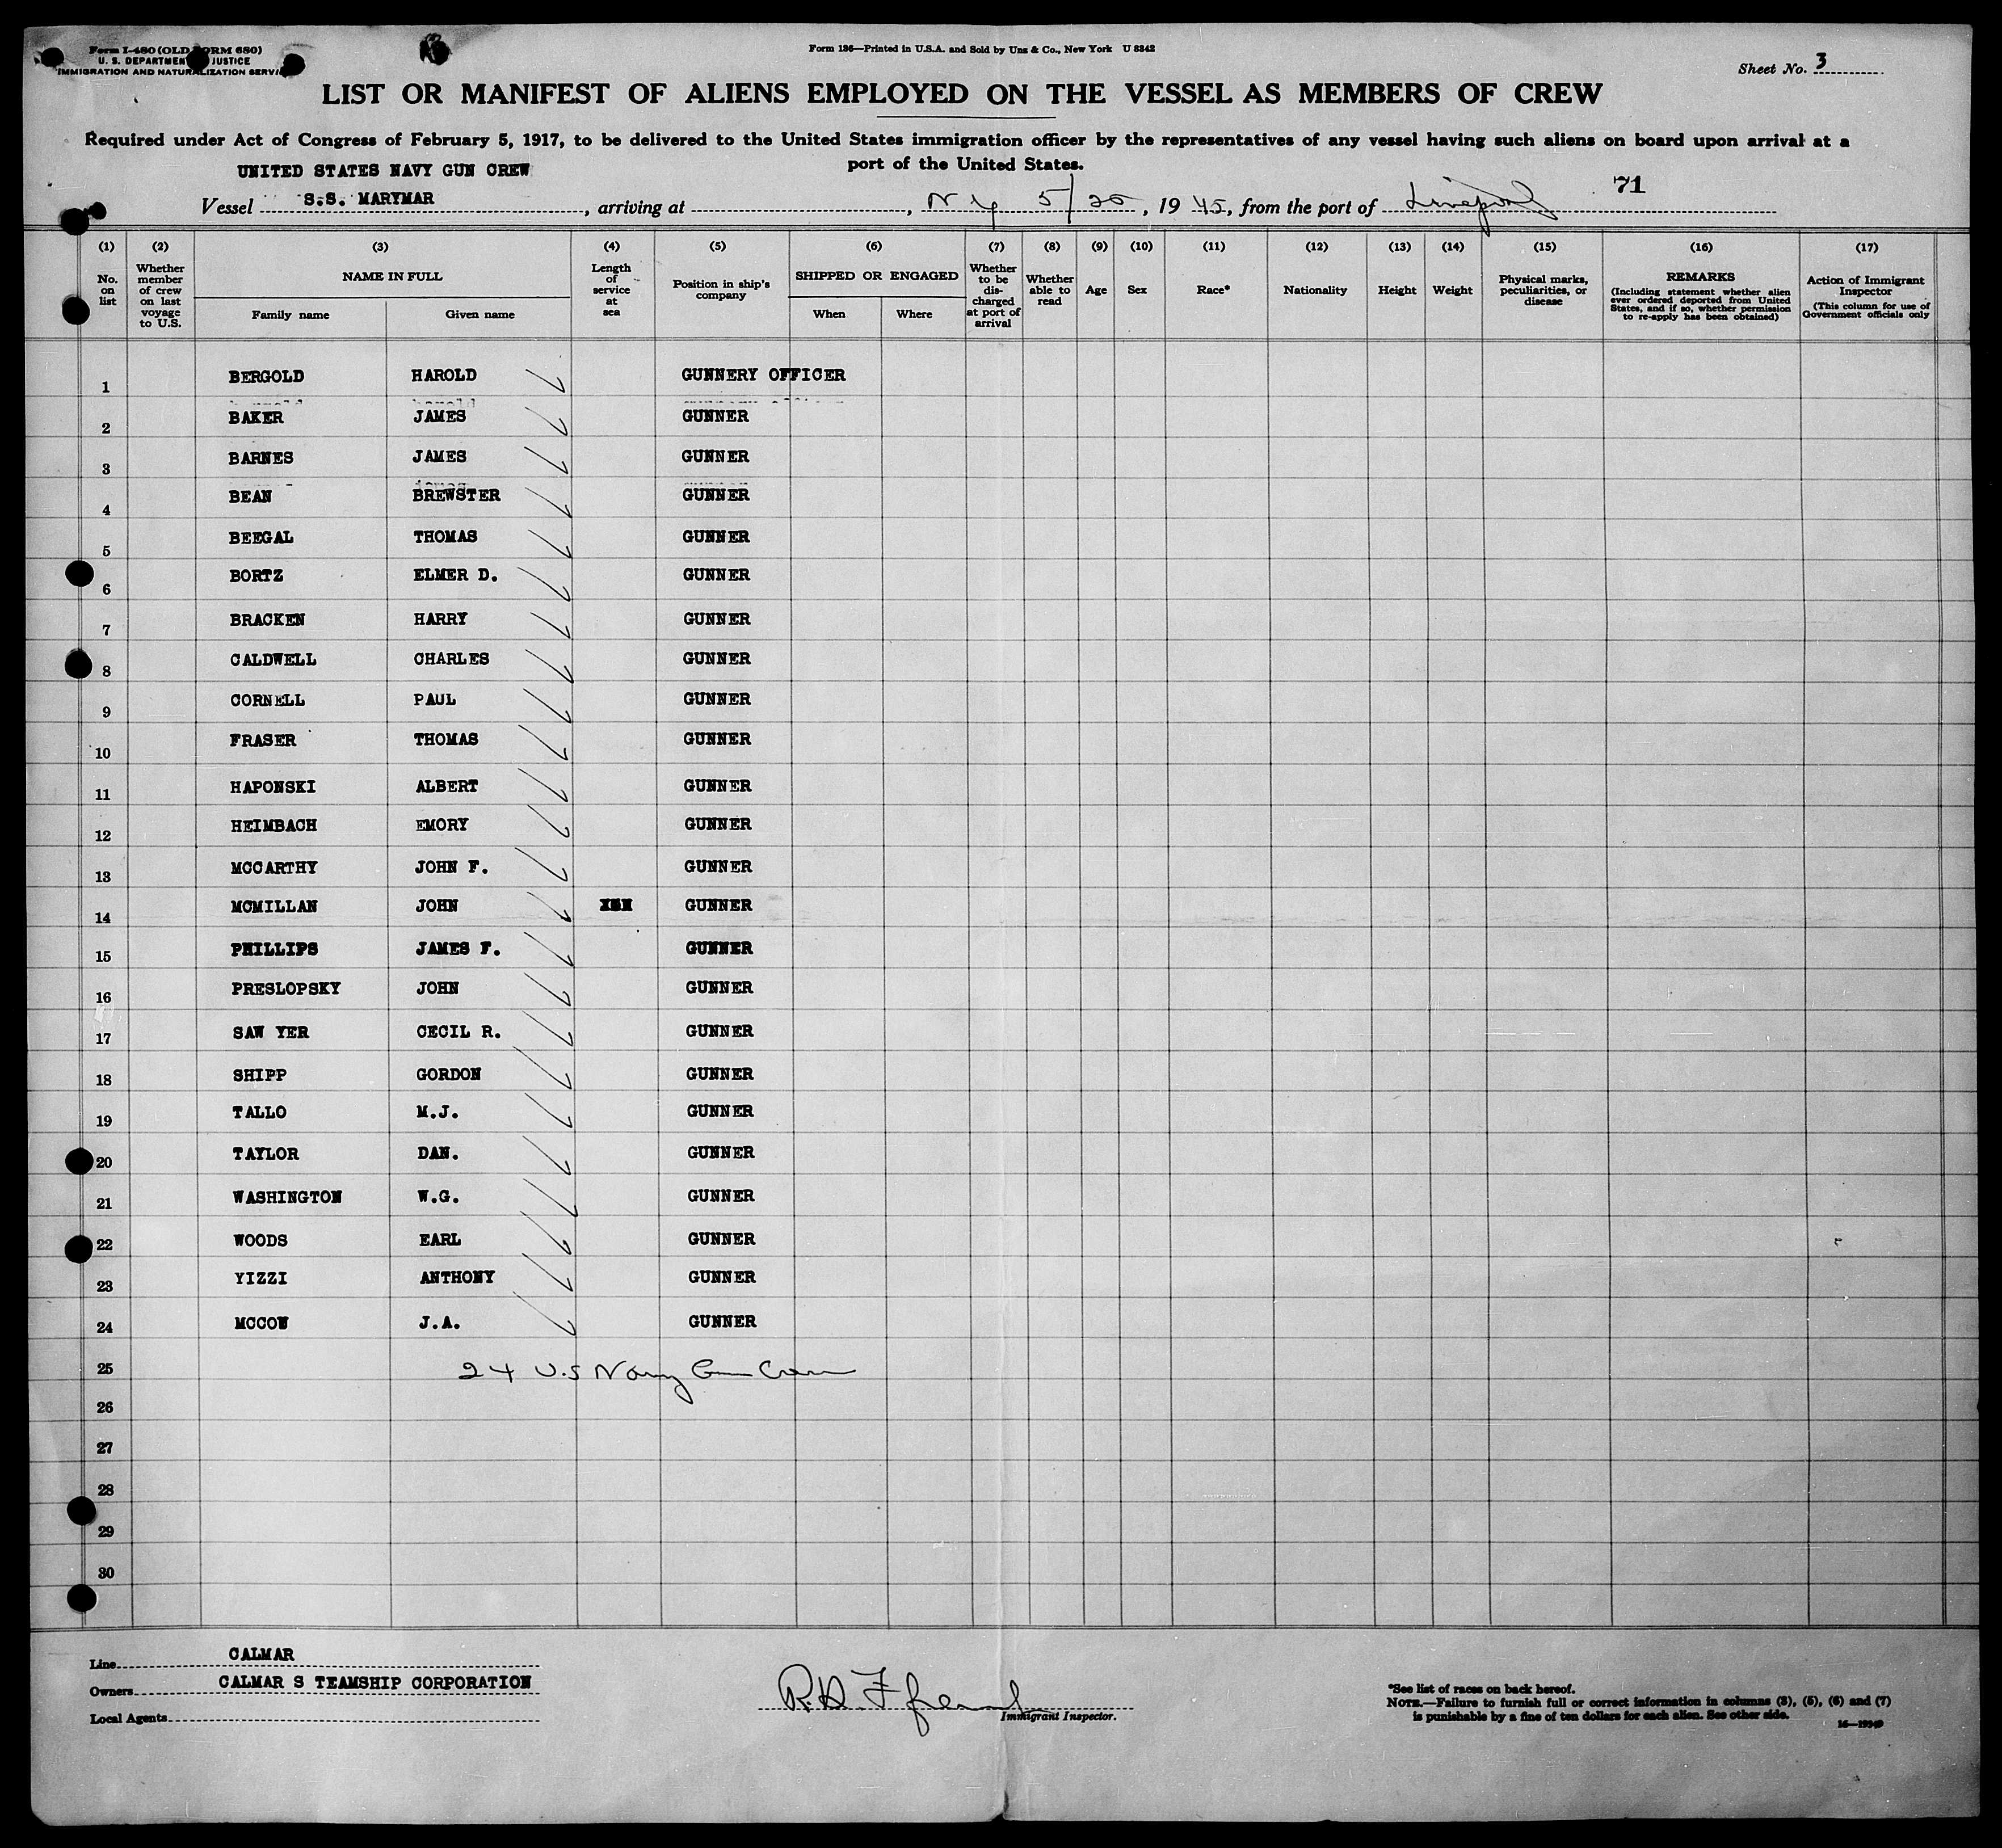 Form I-480 (OLD FORM 680)
U. S. DEPARTMENT JUSTICE
IMMIGRATION AND NATURALIZATION SERVI
Form 186—Printed in U.S.A. and Sold by Unz & Co., New York U 8342
Sheet No. 3
LIST OR MANIFEST OF ALIENS EMPLOYED ON THE VESSEL AS MEMBERS OF CREW
Required under Act of Congress of February 5, 1917, to be delivered to the United States immigration officer by the representatives of any vessel having such aliens on board upon arrival at a
port of the United States.
UNITED STATES NAVY GUN CREW
71
Vessel S.S. MARYMAR, arriving at , N Y 5/20, 19 45, from the port of Liverpool
(1) (2) (3) (4) (5) (6) (7) (8) (9) (10) (11) (12) (13) (14) (15) (16) (17)
No. on list
Whether member of crew on last voyage to U.S.
NAME IN FULL
Family name Given name
Length of service at sea
Position in ship's company
SHIPPED OR ENGAGED
When Where
Whether to be dis-charged at port of arrival
Whether able to read
Age
Sex
Race*
Nationality
Height
Weight
Physical marks, peculiarities, or disease
REMARKS
(Including statement whether alien ever ordered deported from United States, and if so, whether permission to re-apply has been obtained)
Action of Immigrant Inspector
(This column for use of Government officials only
1 BERGOLD HAROLD GUNNERY OFFICER
2 BAKER JAMES GUNNER
3 BARNES JAMES GUNNER
4 BEAN BREWSTER GUNNER
5 BEEGAL THOMAS GUNNER
6 BORTZ ELMER D. GUNNER
7 BRACKEN HARRY GUNNER
8 CALDWELL CHARLES GUNNER
9 CORNELL PAUL GUNNER
10 FRASER THOMAS GUNNER
11 HAPONSKI ALBERT GUNNER
12 HEIMBACH EMORY GUNNER
13 MCCARTHY JOHN F. GUNNER
14 MCMILLAN JOHN GUNNER
15 PHILLIPS JAMES F. GUNNER
16 PRESLOPSKY JOHN GUNNER
17 SAW YER CECIL R. GUNNER
18 SHIPP GORDON GUNNER
19 TALLO M.J. GUNNER
20 TAYLOR DAN. GUNNER
21 WASHINGTON W.G. GUNNER
22 WOODS EARL GUNNER
23 YIZZI ANTHONY GUNNER
24 MCCOW J.A. GUNNER
25 24 U.S Navy Gun Crew
26
27
28
29
30
Line CALMAR
Owners CALMAR S TEAMSHIP CORPORATION
Local Agents
Immigrant Inspector.
*See list of races on back hereof.
NOTE.—Failure to furnish full or correct information in columns (3), (5), (6) and (7)
is punishable by a fine of ten dollars for each alien. See other side.